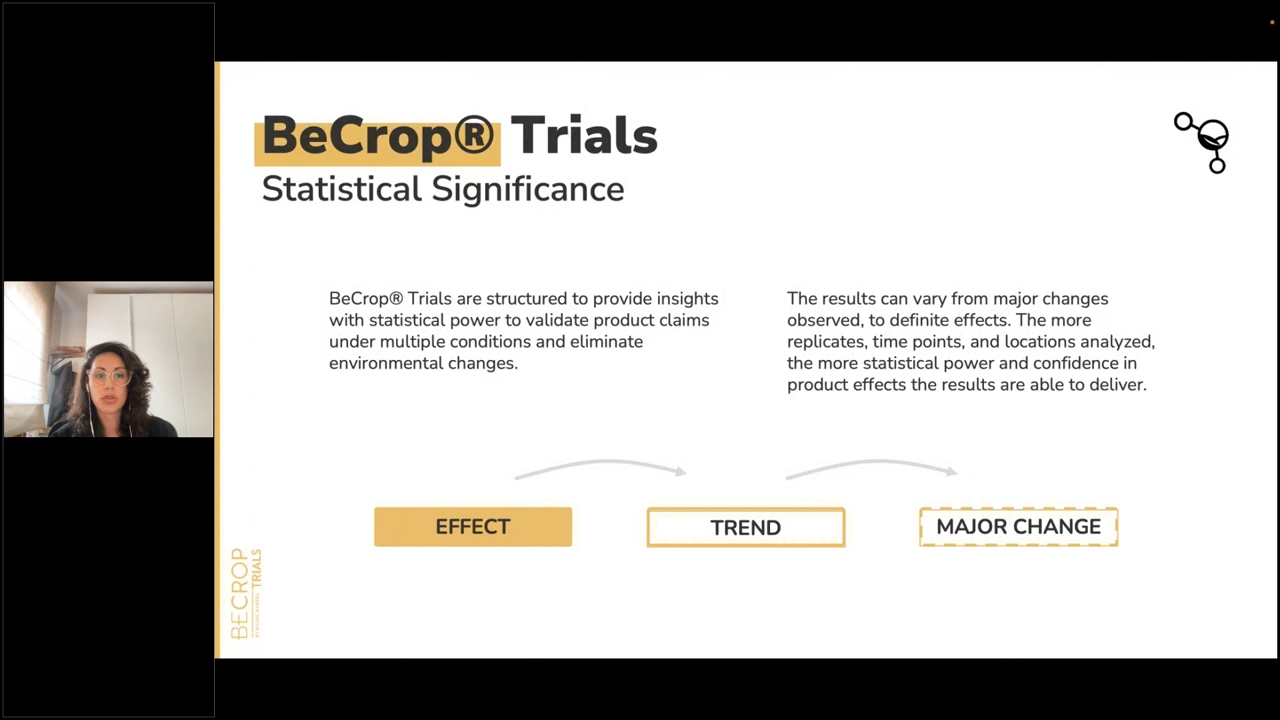 BeCrop® Trials
Statistical Significance
BeCrop® Trials are structured to provide insights
with statistical power to validate product claims
under multiple conditions and eliminate
environmental changes.
The results can vary from major changes
observed, to definite effects. The more
replicates, time points, and locations analyzed,
the more statistical power and confidence in
product effects the results are able to deliver.
EFFECT
TREND
MAJOR CHANGE
BECROP
TRIALS